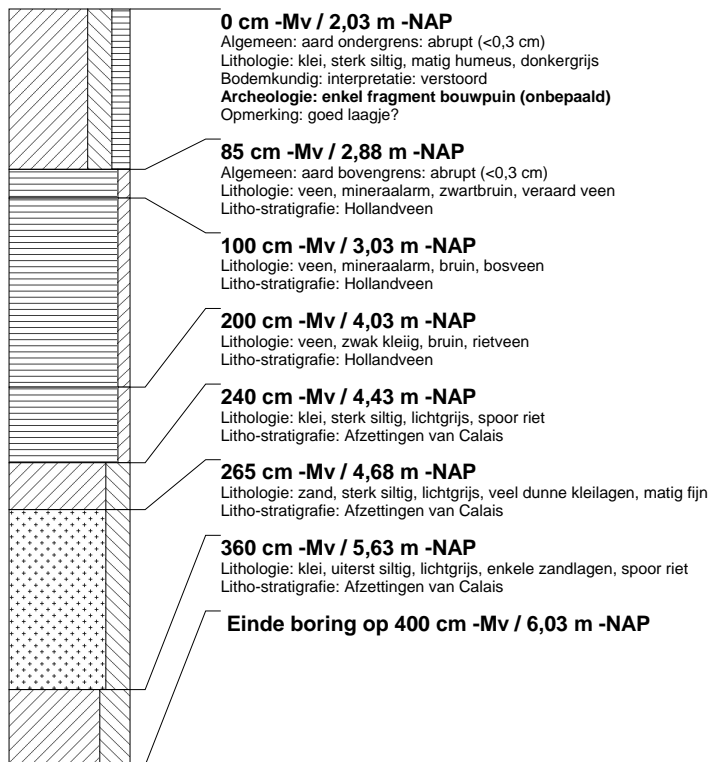 0 cm -Mv / 2,03 m -NAP
Algemeen: aard ondergrens: abrupt (<0,3 cm)
Lithologie: klei, sterk siltig, matig humeus, donkergrijs
Bodemkundig: interpretatie: verstoord
Archeologie: enkel fragment bouwpuin (onbepaald)
Opmerking: goed laagje?
85 cm -Mv / 2,88 m -NAP
Algemeen: aard bovengrens: abrupt (<0,3 cm)
Lithologie: veen, mineraalarm, zwartbruin, veraard veen
Litho-stratigrafie: Hollandveen
100 cm -Mv / 3,03 m -NAP
Lithologie: veen, mineraalarm, bruin, bosveen
Litho-stratigrafie: Hollandveen
200 cm -Mv / 4,03 m -NAP
Lithologie: veen, zwak kleiig, bruin, rietveen
Litho-stratigrafie: Hollandveen
240 cm -Mv / 4,43 m -NAP
Lithologie: klei, sterk siltig, lichtgrijs, spoor riet
Litho-stratigrafie: Afzettingen van Calais
265 cm -Mv / 4,68 m -NAP
Lithologie: zand, sterk siltig, lichtgrijs, veel dunne kleilagen, matig fijn
Litho-stratigrafie: Afzettingen van Calais
360 cm -Mv / 5,63 m -NAP
Lithologie: klei, uiterst siltig, lichtgrijs, enkele zandlagen, spoor riet
Litho-stratigrafie: Afzettingen van Calais
Einde boring op 400 cm -Mv / 6,03 m -NAP